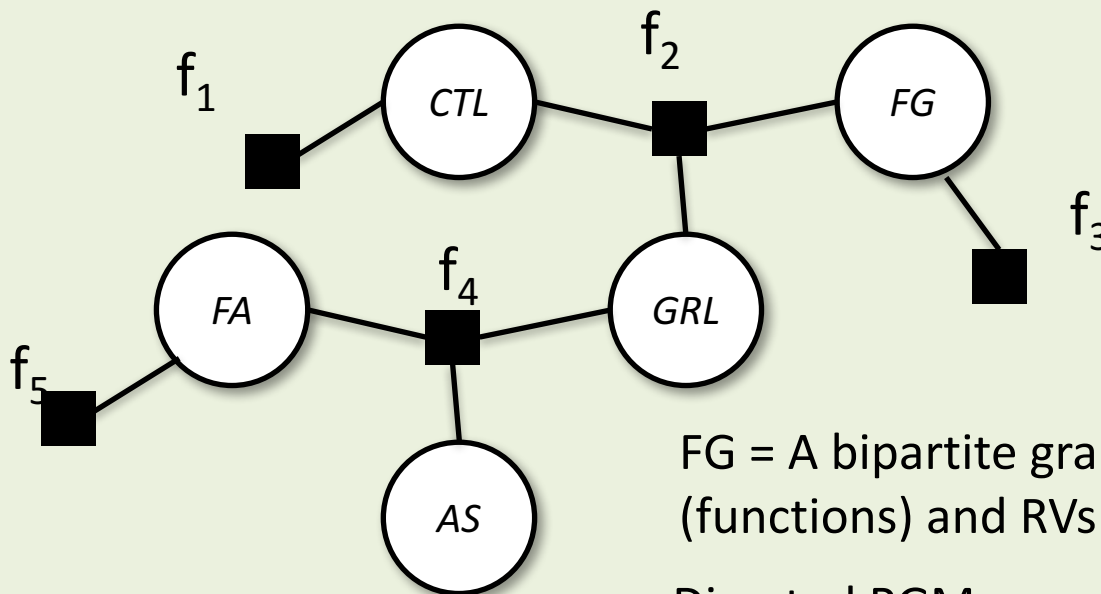 f2
f1
CTL
FG
f3
f4
FA
GRL
f5
FG = A bipartite gra
(functions) and RVs
AS